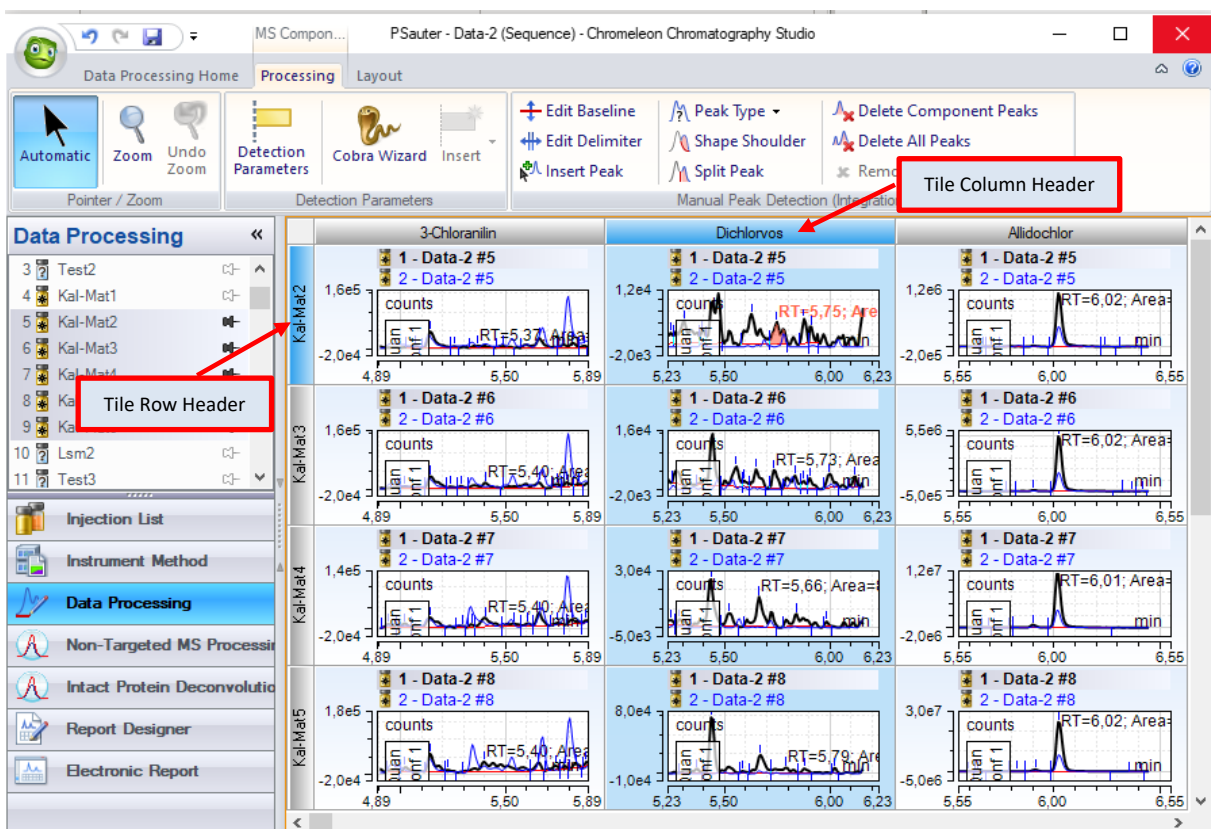 MS Compon... PSauter - Data-2 (Sequence) - Chromeleon Chromatography Studio
Data Processing Home Processing Layout
Automatic Zoom Undo Zoom
Pointer / Zoom
Detection Parameters Cobra Wizard Insert
Detection Parameters
Edit Baseline Peak Type Delete Component Peaks
Edit Delimiter Shape Shoulder Delete All Peaks
Insert Peak Split Peak Remo
Manual Peak Detection (Integration
Tile Column Header
Data Processing «
3 Test2
4 Kal-Mat1
5 Kal-Mat2
6 Kal-Mat3
7 Kal-Mat4
8 Ka
9 Ka
10 Lsm2
11 Test3
Tile Row Header
Injection List
Instrument Method
Data Processing
Non-Targeted MS Processin
Intact Protein Deconvolutio
Report Designer
Electronic Report
3-Chloranilin Dichlorvos Allidochlor
Kal-Mat2
1 - Data-2 #5 1 - Data-2 #5 1 - Data-2 #5
2 - Data-2 #5 2 - Data-2 #5 2 - Data-2 #5
1,6e5 counts 1,2e4 counts 1,2e6 counts
RT=5,37; Area= RT=5,75; Are RT=6,02; Area=
min min
-2,0e4 -2,0e3 -2,0e5
4,89 5,50 5,89 5,23 5,50 6,00 6,23 5,55 6,00 6,55
Kal-Mat3
1 - Data-2 #6 1 - Data-2 #6 1 - Data-2 #6
2 - Data-2 #6 2 - Data-2 #6 2 - Data-2 #6
1,6e5 counts 1,6e4 counts 5,5e6 counts
RT=5,40; Area RT=5,73; Area RT=6,02; Area=
min min min
-2,0e4 -2,0e3 -5,0e5
4,89 5,50 5,89 5,23 5,50 6,00 6,23 5,55 6,00 6,55
Kal-Mat4
1 - Data-2 #7 1 - Data-2 #7 1 - Data-2 #7
2 - Data-2 #7 2 - Data-2 #7 2 - Data-2 #7
1,4e5 counts 3,0e4 counts 1,2e7 counts
RT=5,40; Area RT=5,66; Area= RT=6,01; Area=
min min min
-2,0e4 -5,0e3 -2,0e6
4,89 5,50 5,89 5,23 5,50 6,00 6,23 5,55 6,00 6,55
Kal-Mat5
1 - Data-2 #8 1 - Data-2 #8 1 - Data-2 #8
2 - Data-2 #8 2 - Data-2 #8 2 - Data-2 #8
1,8e5 counts 8,0e4 counts 3,0e7 counts
RT=5,40; Area RT=5,79; Are RT=6,02; Area=
min min
-2,0e4 -1,0e4 -5,0e6
4,89 5,50 5,89 5,23 5,50 6,00 6,23 5,55 6,00 6,55